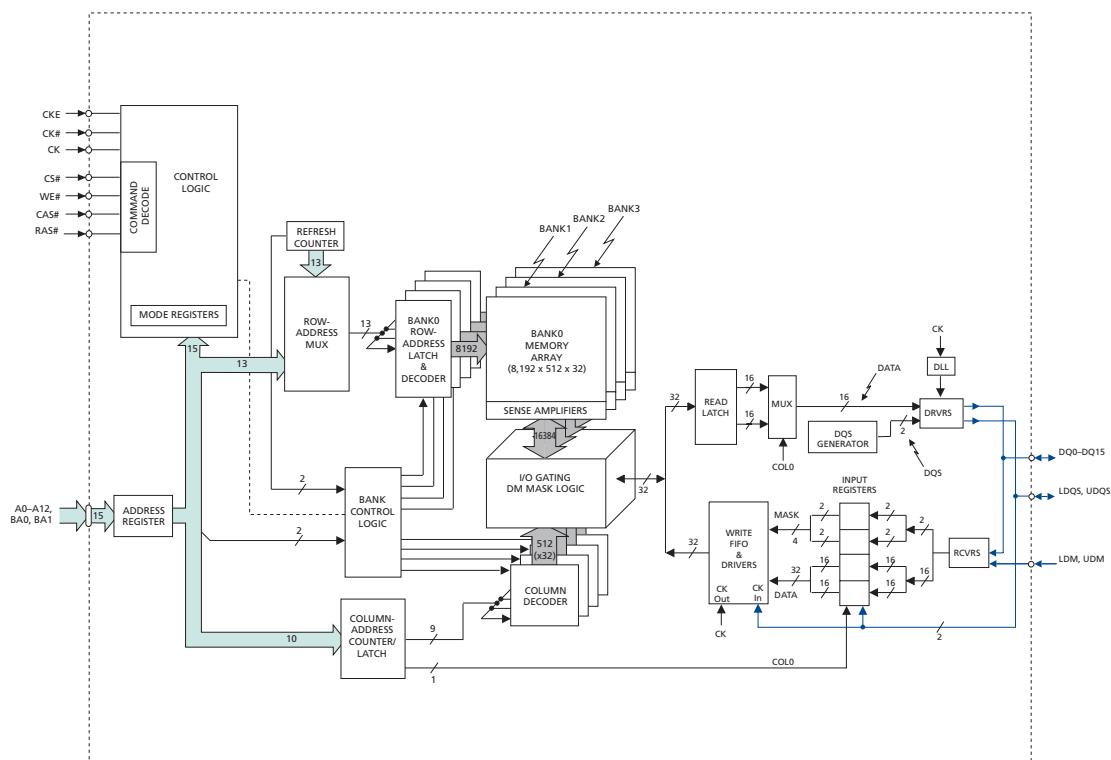 CKE
CK#
CK
CS#
WE#
CAS#
RAS#
CONTROL
LOGIC
COMMAND
DECODE
MODE REGISTERS
REFRESH
COUNTER
13
15
13
ROW-
ADDRESS
MUX
13
BANK0
ROW-
ADDRESS
LATCH
&
DECODER
8192
BANK1
BANK2
BANK3
BANK0
MEMORY
ARRAY
(8,192 x 512 x 32)
SENSE AMPLIFIERS
16384
I/O GATING
DM MASK LOGIC
32
512
(x32)
COLUMN
DECODER
A0–A12,
BA0, BA1
15
ADDRESS
REGISTER
2
2
BANK
CONTROL
LOGIC
10
COLUMN-
ADDRESS
COUNTER/
LATCH
9
1
COL0
32
READ
LATCH
16
16
MUX
COL0
16
DATA
DQS
GENERATOR
2
DQS
CK
DLL
DRVRS
DQ0–DQ15
LDQS, UDQS
LDM, UDM
32
WRITE
FIFO
&
DRIVERS
CK
Out
CK
In
CK
MASK
4
32
DATA
INPUT
REGISTERS
2
2
16
16
2
2
16
16
2
16
RCVRS
2